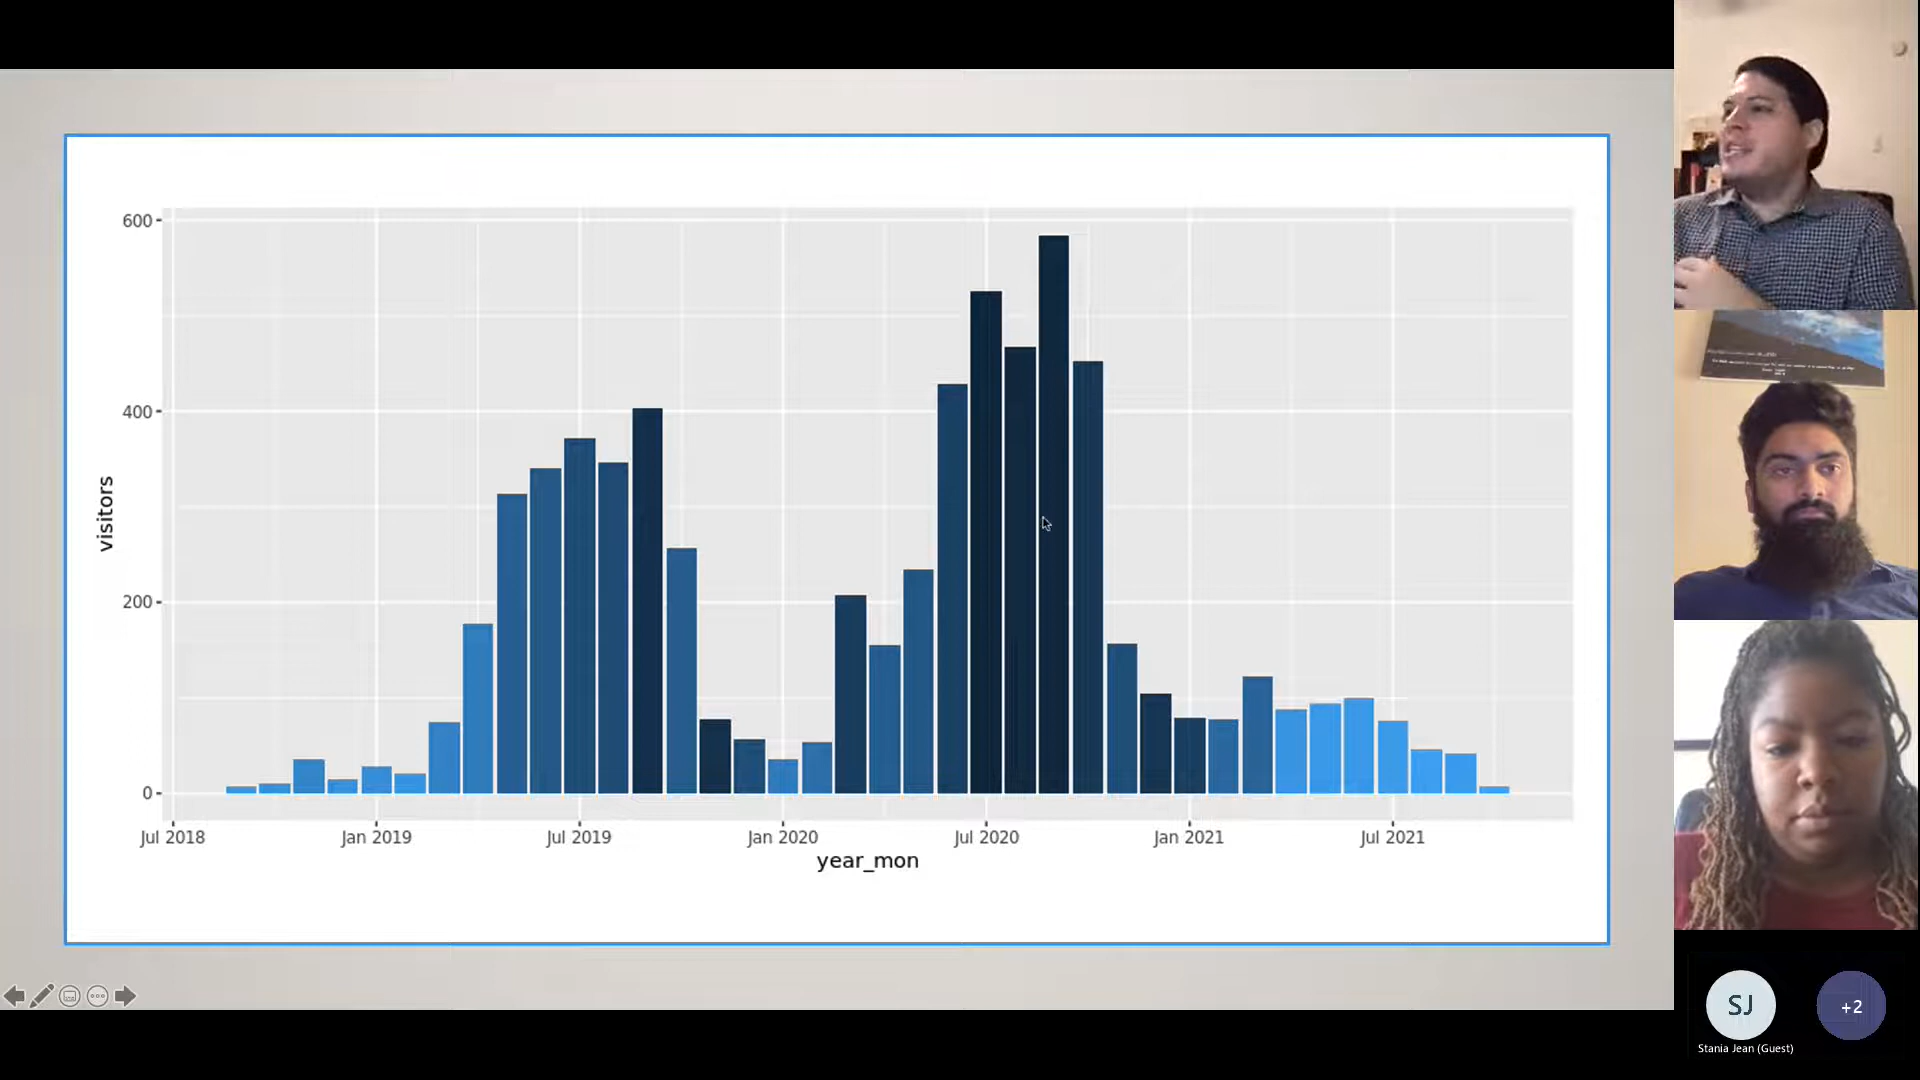 600
400
200
0
visitors
Jul 2018
Jan 2019
Jul 2019
Jan 2020
Jul 2020
Jan 2021
Jul 2021
year_mon
SJ
+2
Stania Jean (Guest)